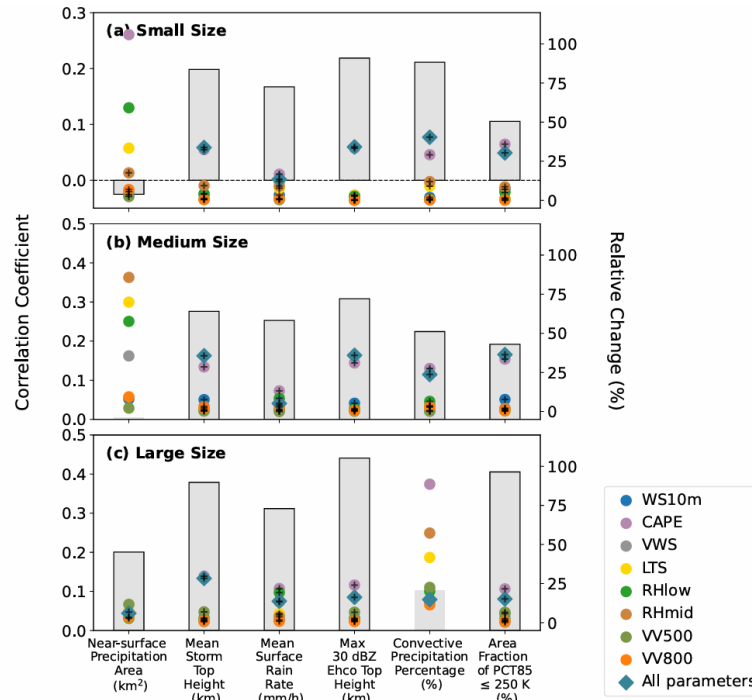 (a) Small Size
0.3
0.2
0.1
0.0
100
75
50
25
0
(b) Medium Size
0.5
0.4
0.3
0.2
0.1
0.0
100
75
50
25
0
(c) Large Size
0.5
0.4
0.3
0.2
0.1
0.0
100
75
50
25
0
Correlation Coefficient
Relative Change (%)
Near-surface
Precipitation
Area
(km²)
Mean
Storm
Top
Height
(km)
Mean
Surface
Rain
Rate
(mm/h)
Max
30 dBZ
Ehco Top
Height
(km)
Convective
Precipitation
Percentage
(%)
Area
Fraction
of PCT85
≤ 250 K
(%)
WS10m
CAPE
VWS
LTS
RHlow
RHmid
VV500
VV800
All parameters